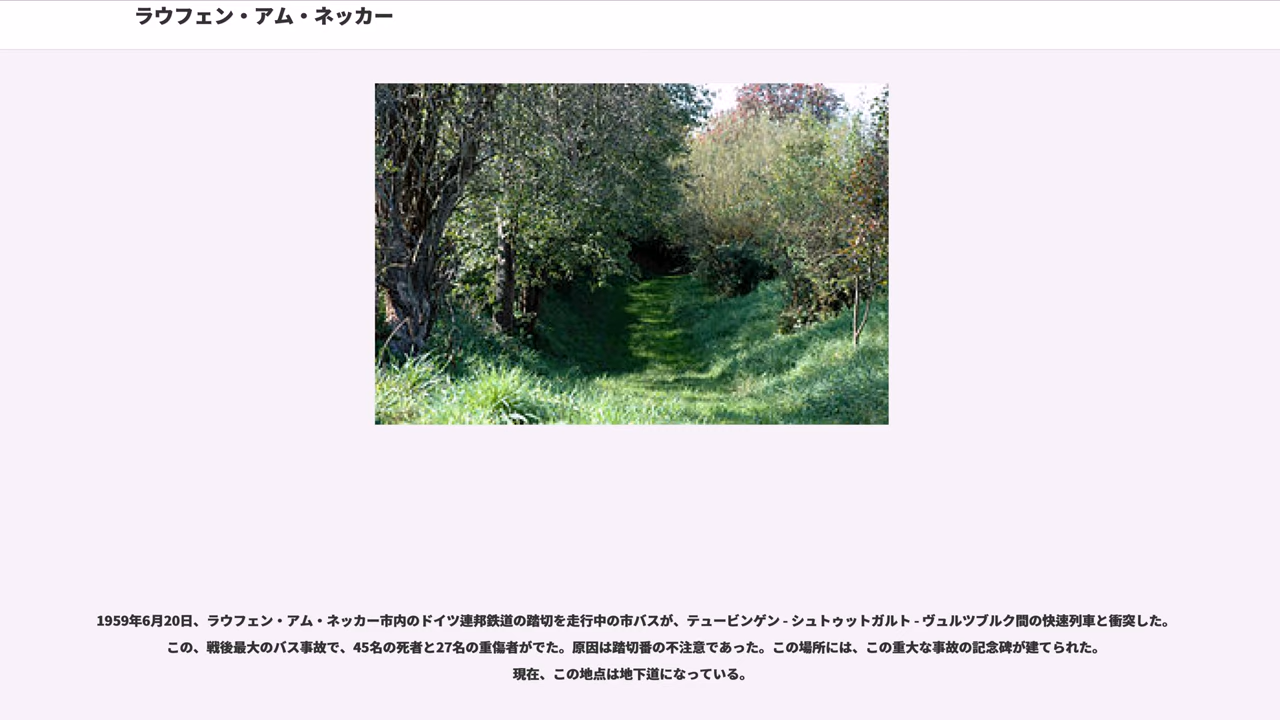 ラウフェン・アム・ネッカー
1959年6月20日、ラウフェン・アム・ネッカー市内のドイツ連邦鉄道の踏切を走行中の市バスが、テュービンゲン - シュトゥットガルト - ヴュルツブルク間の快速列車と衝突した。
この、戦後最大のバス事故で、45名の死者と27名の重傷者がでた。原因は踏切番の不注意であった。この場所には、この重大な事故の記念碑が建てられた。
現在、この地点は地下道になっている。